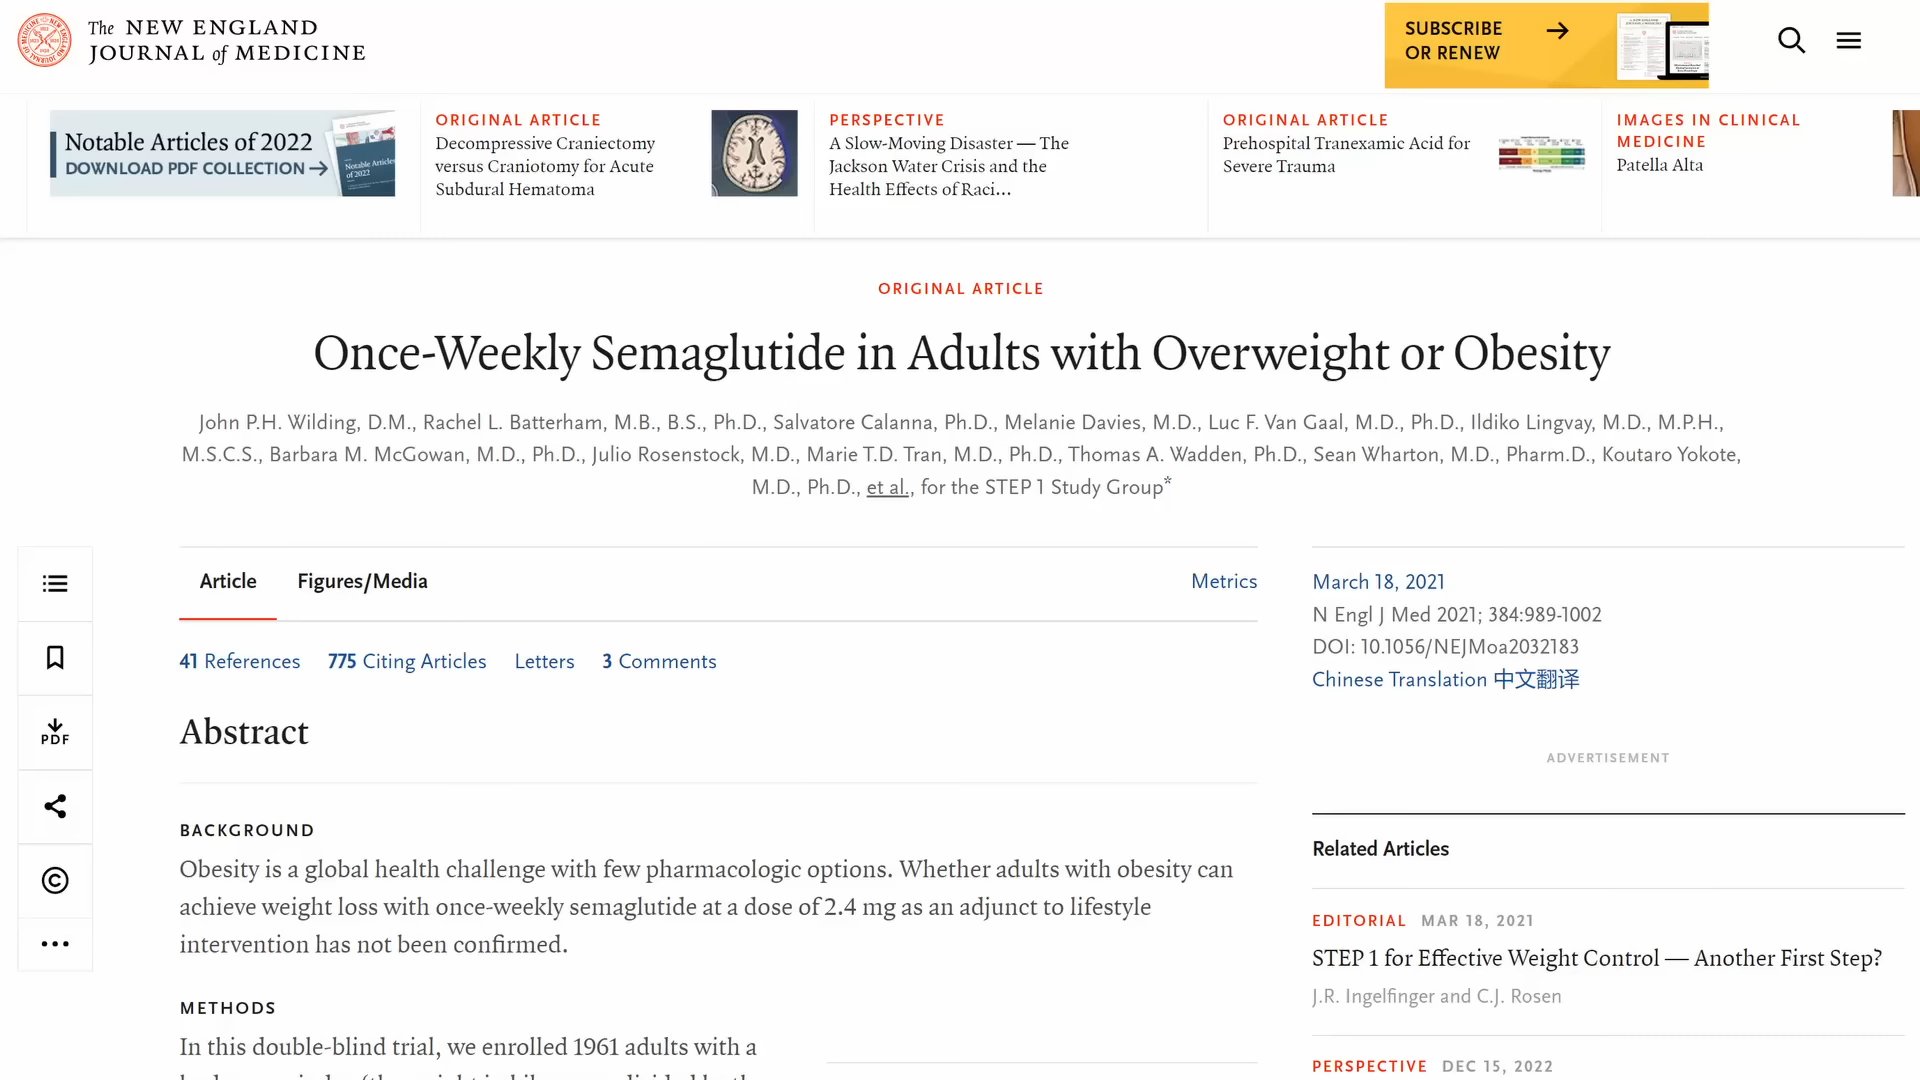 The NEW ENGLAND
JOURNAL of MEDICINE
SUBSCRIBE
OR RENEW
Notable Articles of 2022
DOWNLOAD PDF COLLECTION
Notable Articles
of 2022
ORIGINAL ARTICLE
Decompressive Craniectomy
versus Craniotomy for Acute
Subdural Hematoma
PERSPECTIVE
A Slow-Moving Disaster — The
Jackson Water Crisis and the
Health Effects of Raci…
ORIGINAL ARTICLE
Prehospital Tranexamic Acid for
Severe Trauma
IMAGES IN CLINICAL
MEDICINE
Patella Alta
ORIGINAL ARTICLE
Once-Weekly Semaglutide in Adults with Overweight or Obesity
John P.H. Wilding, D.M., Rachel L. Batterham, M.B., B.S., Ph.D., Salvatore Calanna, Ph.D., Melanie Davies, M.D., Luc F. Van Gaal, M.D., Ph.D., Ildiko Lingvay, M.D., M.P.H.,
M.S.C.S., Barbara M. McGowan, M.D., Ph.D., Julio Rosenstock, M.D., Marie T.D. Tran, M.D., Ph.D., Thomas A. Wadden, Ph.D., Sean Wharton, M.D., Pharm.D., Koutaro Yokote,
M.D., Ph.D., et al., for the STEP 1 Study Group*
PDF
Article
Figures/Media
Metrics
41 References
775 Citing Articles
Letters
3 Comments
Abstract
BACKGROUND
Obesity is a global health challenge with few pharmacologic options. Whether adults with obesity can
achieve weight loss with once-weekly semaglutide at a dose of 2.4 mg as an adjunct to lifestyle
intervention has not been confirmed.
METHODS
In this double-blind trial, we enrolled 1961 adults with a
March 18, 2021
N Engl J Med 2021; 384:989-1002
DOI: 10.1056/NEJMoa2032183
Chinese Translation 中文翻译
ADVERTISEMENT
Related Articles
EDITORIAL MAR 18, 2021
STEP 1 for Effective Weight Control — Another First Step?
J.R. Ingelfinger and C.J. Rosen
PERSPECTIVE DEC 15, 2022